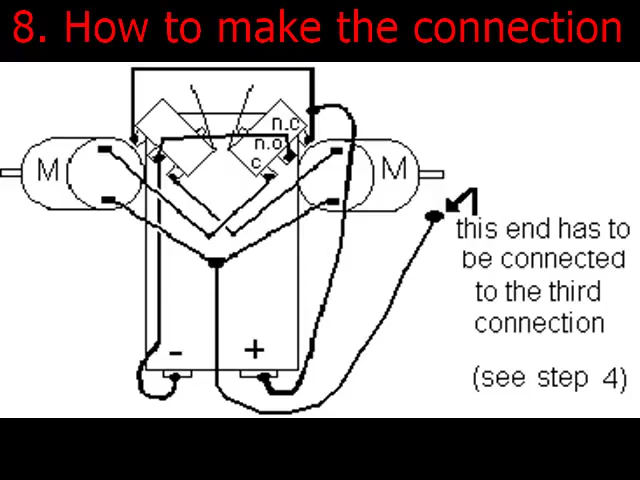 8. How to make the connection
n.c
n.o
c
M
M
this end has to
be connected
to the third
connection
- +
(see step 4)